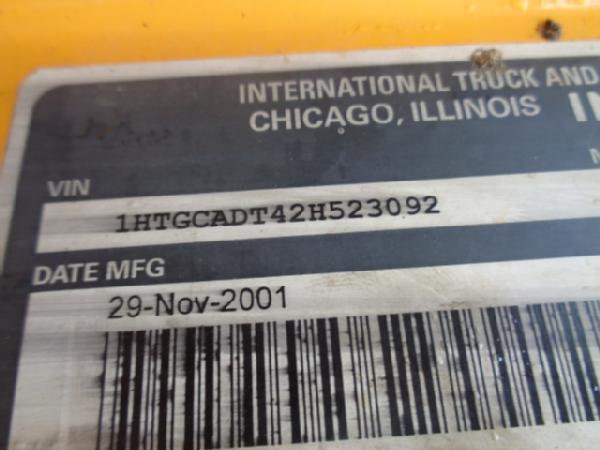 INTERNATIONAL TRUCK AND
CHICAGO, ILLINOIS
VIN
1HTGCADT42H523092
DATE MFG
29-Nov-2001